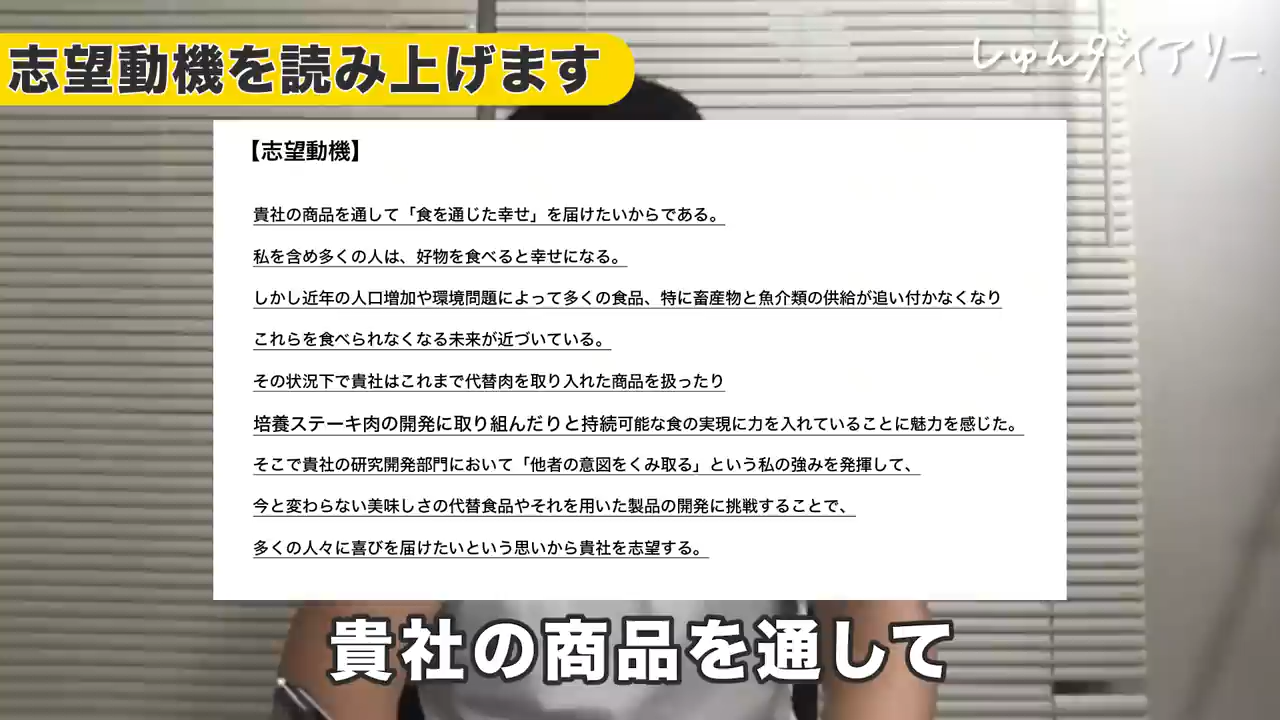 志望動機を読み上げます
しゅんダイアリー.
【志望動機】
貴社の商品を通して「食を通じた幸せ」を届けたいからである。
私を含め多くの人は、好物を食べると幸せになる。
しかし近年の人口増加や環境問題によって多くの食品、特に畜産物と魚介類の供給が追い付かなくなり
これらを食べられなくなる未来が近づいている。
その状況下で貴社はこれまで代替肉を取り入れた商品を扱ったり
培養ステーキ肉の開発に取り組んだりと持続可能な食の実現に力を入れていることに魅力を感じた。
そこで貴社の研究開発部門において「他者の意図をくみ取る」という私の強みを発揮して、
今と変わらない美味しさの代替食品やそれを用いた製品の開発に挑戦することで、
多くの人々に喜びを届けたいという思いから貴社を志望する。
貴社の商品を通して